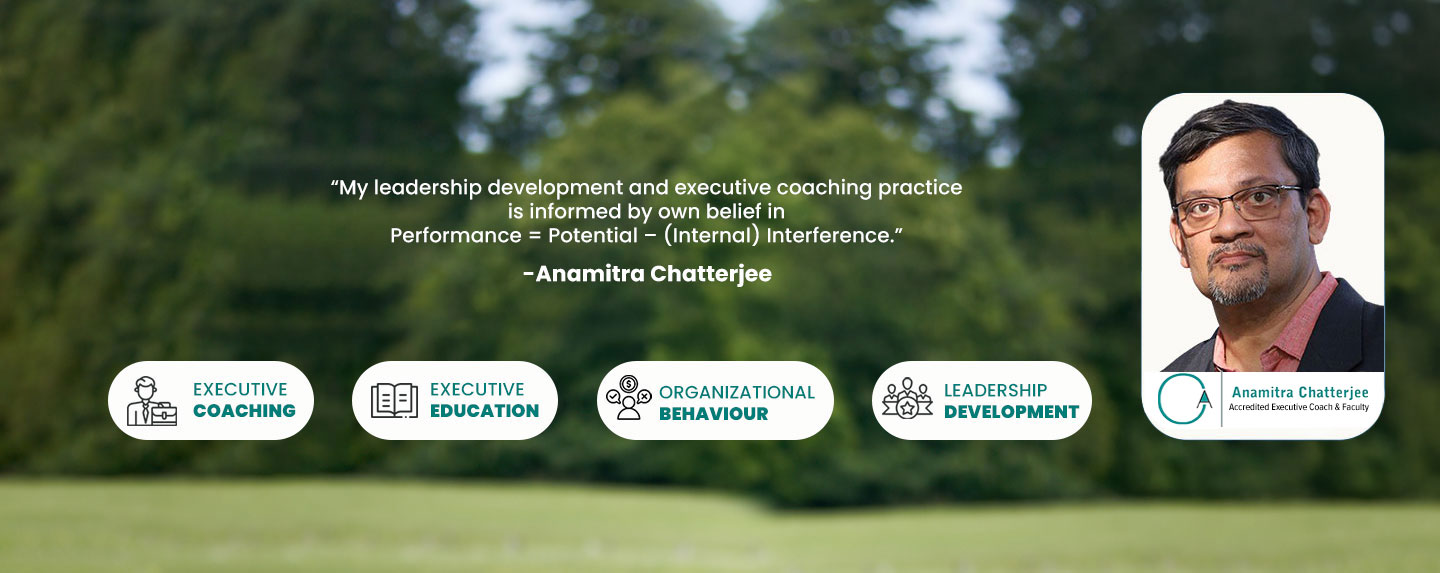 “My leadership development and executive coaching practice
is informed by own belief in
Performance = Potential – (Internal) Interference.”
-Anamitra Chatterjee
EXECUTIVE
COACHING
EXECUTIVE
EDUCATION
ORGANIZATIONAL
BEHAVIOUR
LEADERSHIP
DEVELOPMENT
Anamitra Chatterjee
Accredited Executive Coach & Faculty